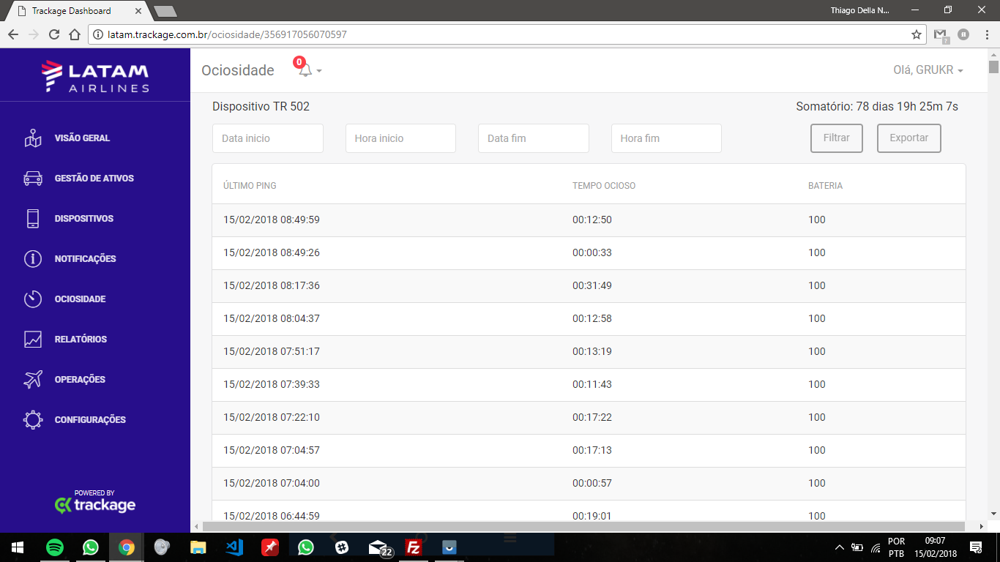 Trackage Dashboard
Thiago Della N...
latam.trackage.com.br/ociosidade/356917056070597
LATAM
AIRLINES
Ociosidade
0
Olá, GRUKR
VISÃO GERAL
GESTÃO DE ATIVOS
DISPOSITIVOS
NOTIFICAÇÕES
OCIOSIDADE
RELATÓRIOS
OPERAÇÕES
CONFIGURAÇÕES
POWERED BY
trackage
Dispositivo TR 502
Somatório: 78 dias 19h 25m 7s
Data inicio Hora inicio Data fim Hora fim Filtrar Exportar
ÚLTIMO PING TEMPO OCIOSO BATERIA
15/02/2018 08:49:59 00:12:50 100
15/02/2018 08:49:26 00:00:33 100
15/02/2018 08:17:36 00:31:49 100
15/02/2018 08:04:37 00:12:58 100
15/02/2018 07:51:17 00:13:19 100
15/02/2018 07:39:33 00:11:43 100
15/02/2018 07:22:10 00:17:22 100
15/02/2018 07:04:57 00:17:13 100
15/02/2018 07:04:00 00:00:57 100
15/02/2018 06:44:59 00:19:01 100
22
Fz
POR
PTB
09:07
15/02/2018